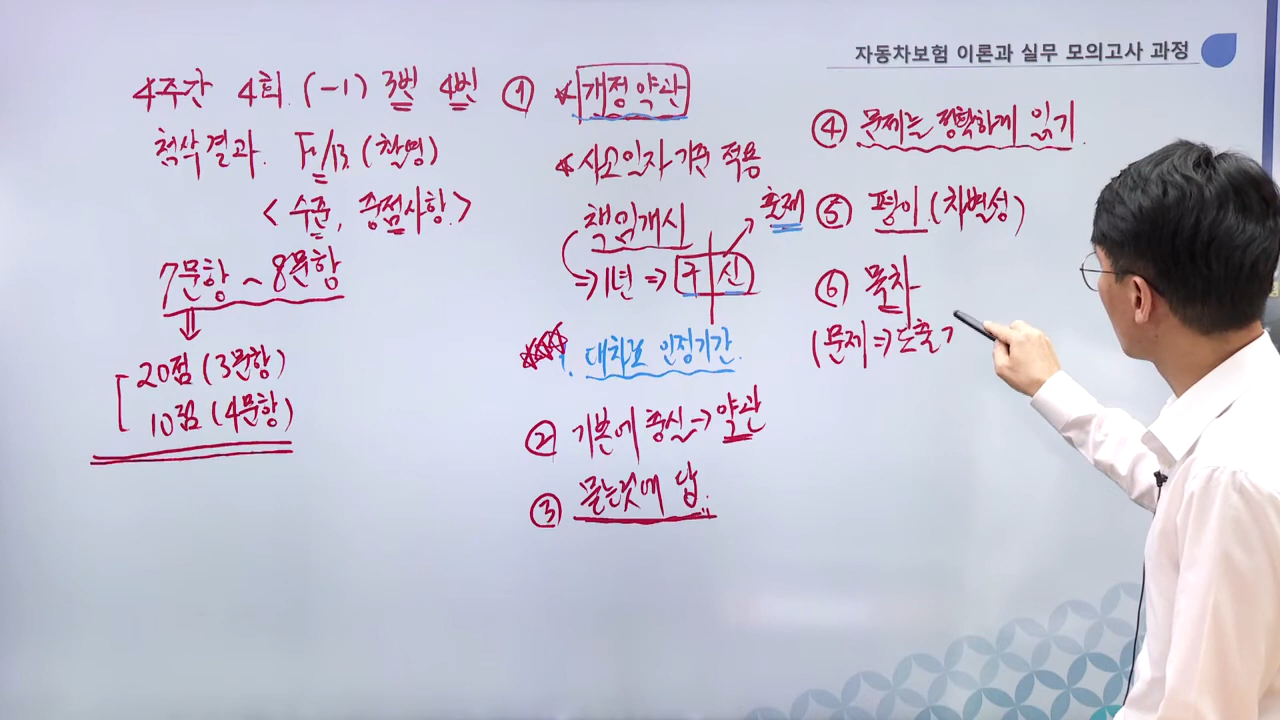 자동차보험 이론과 실무 모의고사 과정
4주간 4회. (-1) 3번 4번
첨삭결과. F/B (촬영)
< 수준, 중점사항.>
7문항 ~ 8문항
⇓
20점 (3문항)
10점 (4문항)
① * 개정약관
* 사고일자 기준 적용
책임개시
출제
⇒ 1년 ⇒ 구 | 신
대차료 인정기간.
② 기본에 충실 → 약관
③ 묻는것에 답.
④ 문제는 정확하게 읽기.
⑤ 평이.(차별성)
⑥ 목차
(문제 ⇒ 도출